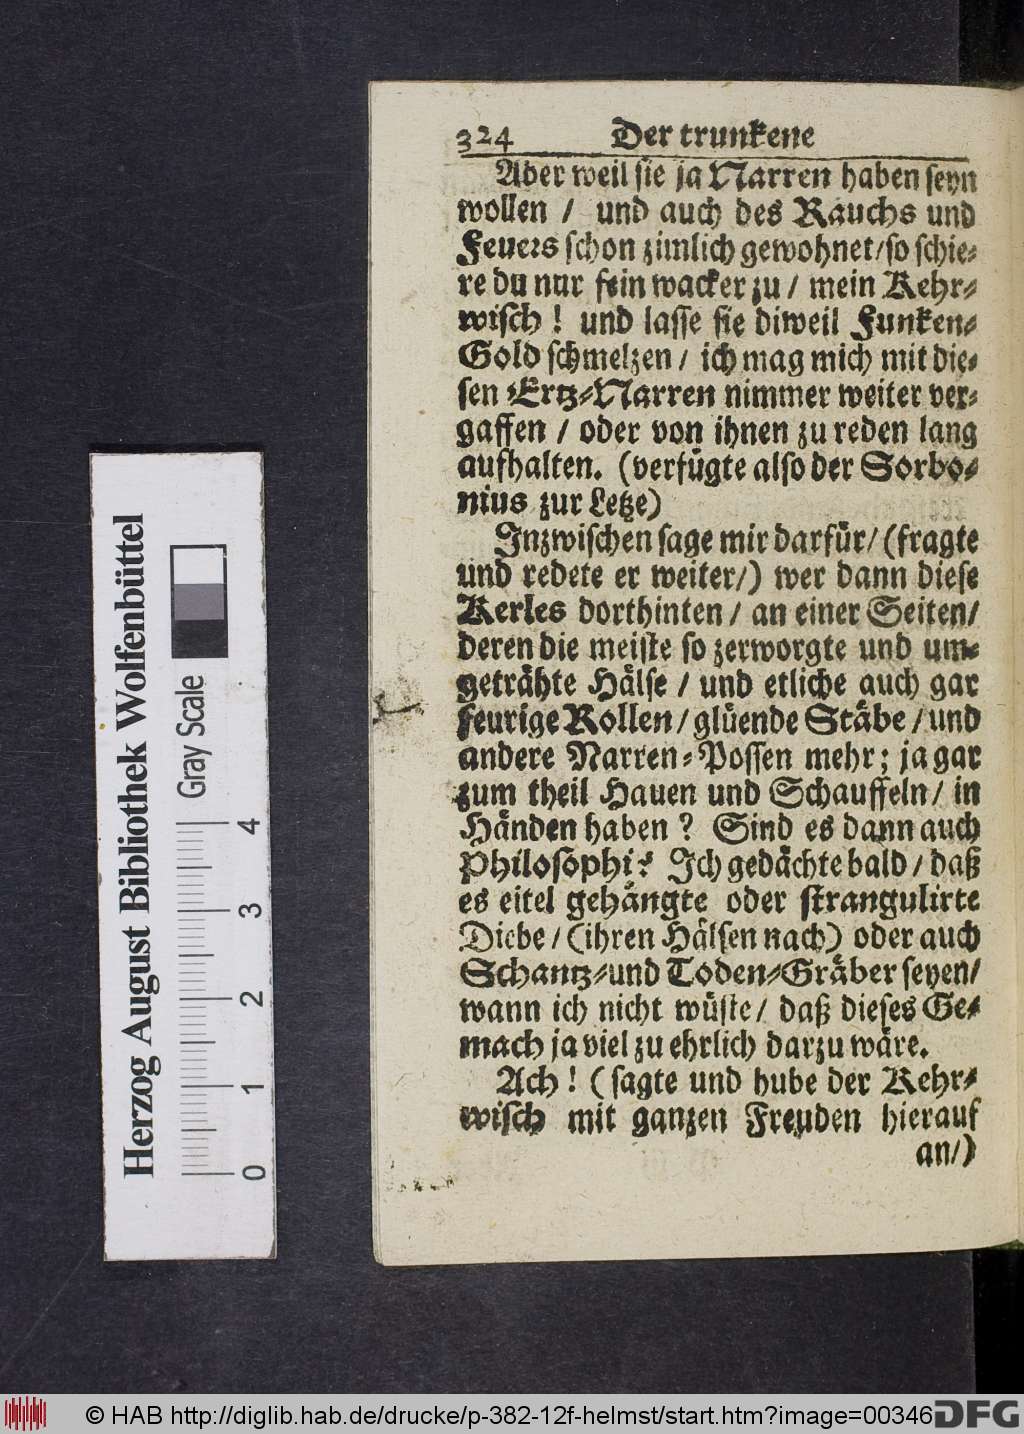 324 Der trunkene
Aber weil sie ja Narren haben seyn
wollen / und auch des Rauchs und
Feuers schon zimlich gewohnet/so schie-
re du nur fein wacker zu / mein Kehr-
wisch ! und lasse sie diweil Funken-
Gold schmelzen / ich mag mich mit die-
sen Ertz-Narren nimmer weiter ver-
gaffen / oder von ihnen zu reden lang
aufhalten. (verfügte also der Sorbo-
nius zur Letze)
Inzwischen sage mir darfür/ (fragte
und redete er weiter/) wer dann diese
Kerles dorthinten / an einer Seiten/
deren die meiste so zerworgte und um-
geträhte Hälse / und etliche auch gar
feurige Rollen / glüende Stäbe / und
andere Narren-Possen mehr; ja gar
zum theil Hauen und Schauffeln/ in
Händen haben ? Sind es dann auch
Philosophi? Ich gedächte bald / daß
es eitel gehängte oder strangulirte
Diebe / (ihren Hälsen nach) oder auch
Schantz-und Toden-Gräber seyen/
wann ich nicht wüste / daß dieses Ge-
mach ja viel zu ehrlich darzu wäre.
Ach ! ( sagte und hube der Kehr-
wisch mit ganzen Freuden hierauf
an/)
Herzog August Bibliothek Wolfenbüttel
Gray Scale
0 1 2 3 4
© HAB http://diglib.hab.de/drucke/p-382-12f-helmst/start.htm?image=00346
DFG